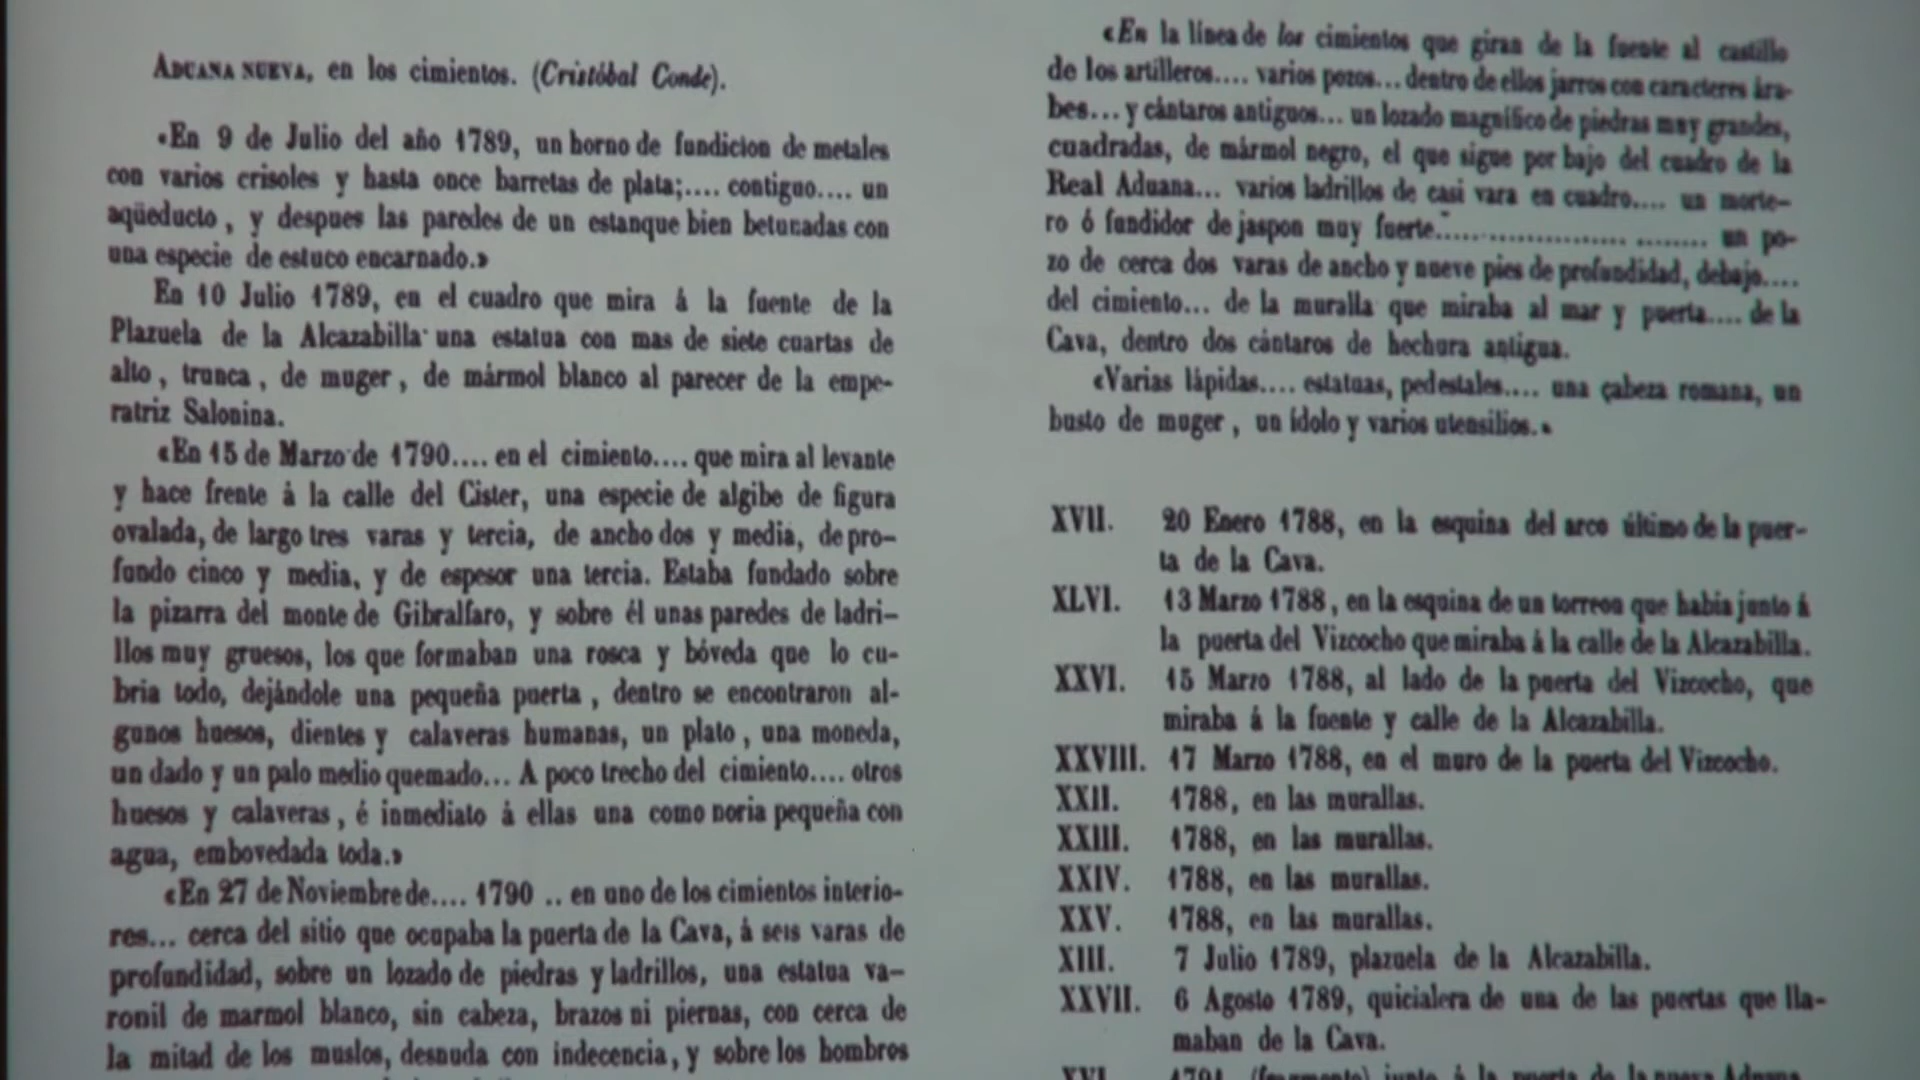 ADUANA NUEVA, en los cimientos. (Cristóbal Conde).
«En 9 de Julio del año 1789, un horno de fundicion de metales
con varios crisoles y hasta once barretas de plata;.... contiguo.... un
aqüeducto, y despues las paredes de un estanque bien betunadas con
una especie de estuco encarnado.»
En 10 Julio 1789, en el cuadro que mira á la fuente de la
Plazuela de la Alcazabilla una estatua con mas de siete cuartas de
alto, trunca, de muger, de mármol blanco al parecer de la empe-
ratriz Salonina.
«En 15 de Marzo de 1790.... en el cimiento.... que mira al levante
y hace frente á la calle del Cister, una especie de algibe de figura
ovalada, de largo tres varas y tercia, de ancho dos y media, de pro-
fundo cinco y media, y de espesor una tercia. Estaba fundado sobre
la pizarra del monte de Gibralfaro, y sobre él unas paredes de ladri-
llos muy gruesos, los que formaban una rosca y bóveda que lo cu-
bria todo, dejándole una pequeña puerta, dentro se encontraron al-
gunos huesos, dientes y calaveras humanas, un plato, una moneda,
un dado y un palo medio quemado... A poco trecho del cimiento.... otros
huesos y calaveras, é inmediato á ellas una como noria pequeña con
agua, embovedada toda.»
«En 27 de Noviembre de.... 1790 .. en uno de los cimientos interio-
res... cerca del sitio que ocupaba la puerta de la Cava, á seis varas de
profundidad, sobre un lozado de piedras y ladrillos, una estatua va-
ronil de marmol blanco, sin cabeza, brazos ni piernas, con cerca de
la mitad de los muslos, desnuda con indecencia, y sobre los hombros
«En la linea de los cimientos que giran de la fuente al castillo
de los artilleros.... varios pozos... dentro de ellos jarros con caracteres ára-
bes... y cántaros antiguos... un lozado magnífico de piedras muy grandes,
cuadradas, de mármol negro, el que sigue por bajo del cuadro de la
Real Aduana... varios ladrillos de casi vara en cuadro.... un morte-
ro ó fundidor de jaspon muy fuerte............................ un po-
zo de cerca dos varas de ancho y nueve pies de profundidad, debajo....
del cimiento... de la muralla que miraba al mar y puerta.... de la
Cava, dentro dos cántaros de hechura antigua.
«Varias lápidas.... estatuas, pedestales.... una cabeza romana, un
busto de muger, un ídolo y varios utensilios.»
XVII. 20 Enero 1788, en la esquina del arco último de la puer-
ta de la Cava.
XLVI. 13 Marzo 1788, en la esquina de un torreon que habia junto á
la puerta del Vizcocho que miraba á la calle de la Alcazabilla.
XXVI. 15 Marzo 1788, al lado de la puerta del Vizcocho, que
miraba á la fuente y calle de la Alcazabilla.
XXVIII. 17 Marzo 1788, en el muro de la puerta del Vizcocho.
XXII. 1788, en las murallas.
XXIII. 1788, en las murallas.
XXIV. 1788, en las murallas.
XXV. 1788, en las murallas.
XIII. 7 Julio 1789, plazuela de la Alcazabilla.
XXVII. 6 Agosto 1789, quicialera de una de las puertas que lla-
maban de la Cava.
XVI. 1791, (fragmento) junto á la puerta de la nueva Aduana